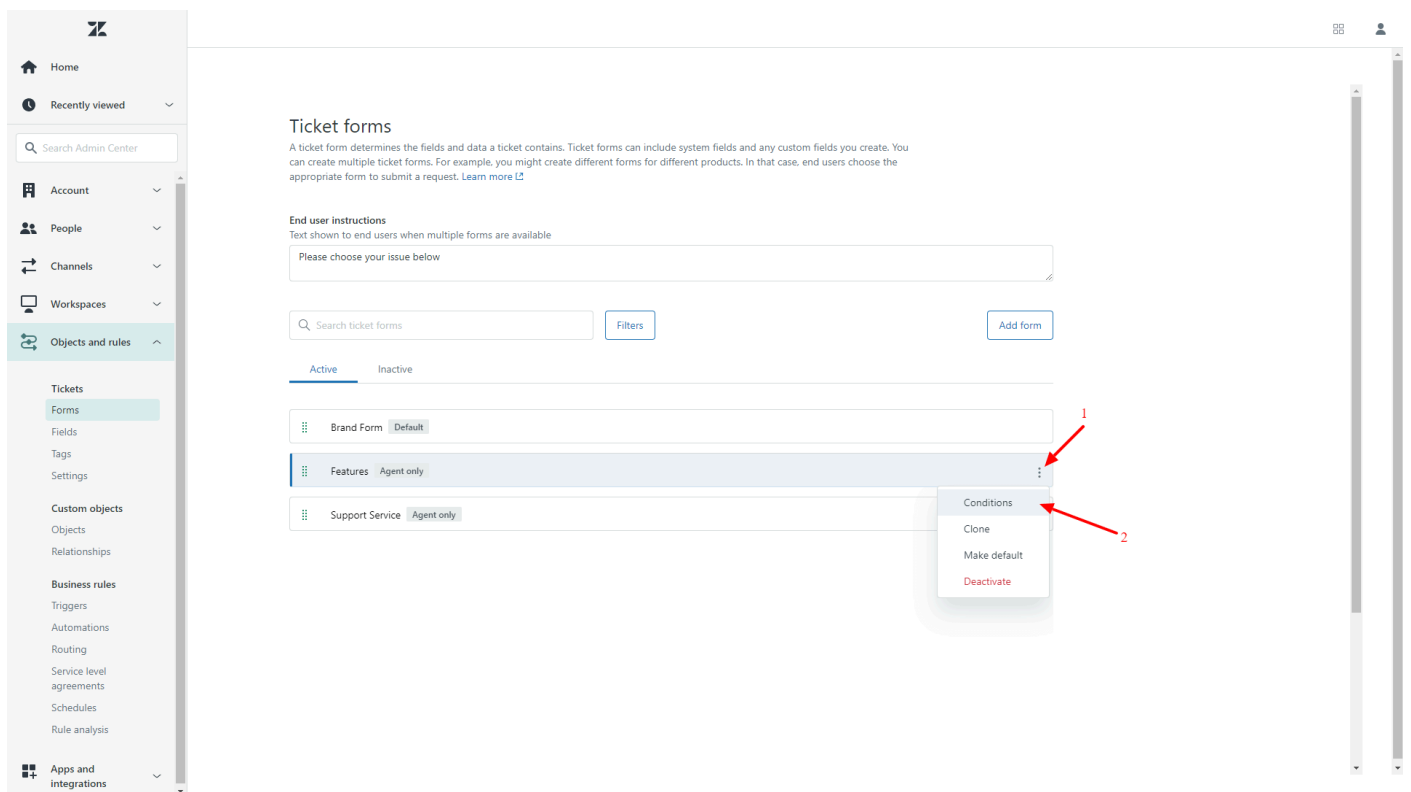 Home
Recently viewed
Search Admin Center
Account
People
Channels
Workspaces
Objects and rules
Tickets
Forms
Fields
Tags
Settings
Custom objects
Objects
Relationships
Business rules
Triggers
Automations
Routing
Service level
agreements
Schedules
Rule analysis
Apps and
integrations
Ticket forms
A ticket form determines the fields and data a ticket contains. Ticket forms can include system fields and any custom fields you create. You
can create multiple ticket forms. For example, you might create different forms for different products. In that case, end users choose the
appropriate form to submit a request. Learn more
End user instructions
Text shown to end users when multiple forms are available
Please choose your issue below
Search ticket forms
Filters
Add form
Active
Inactive
Brand Form Default
1
Features Agent only
Support Service Agent only
Conditions
2
Clone
Make default
Deactivate